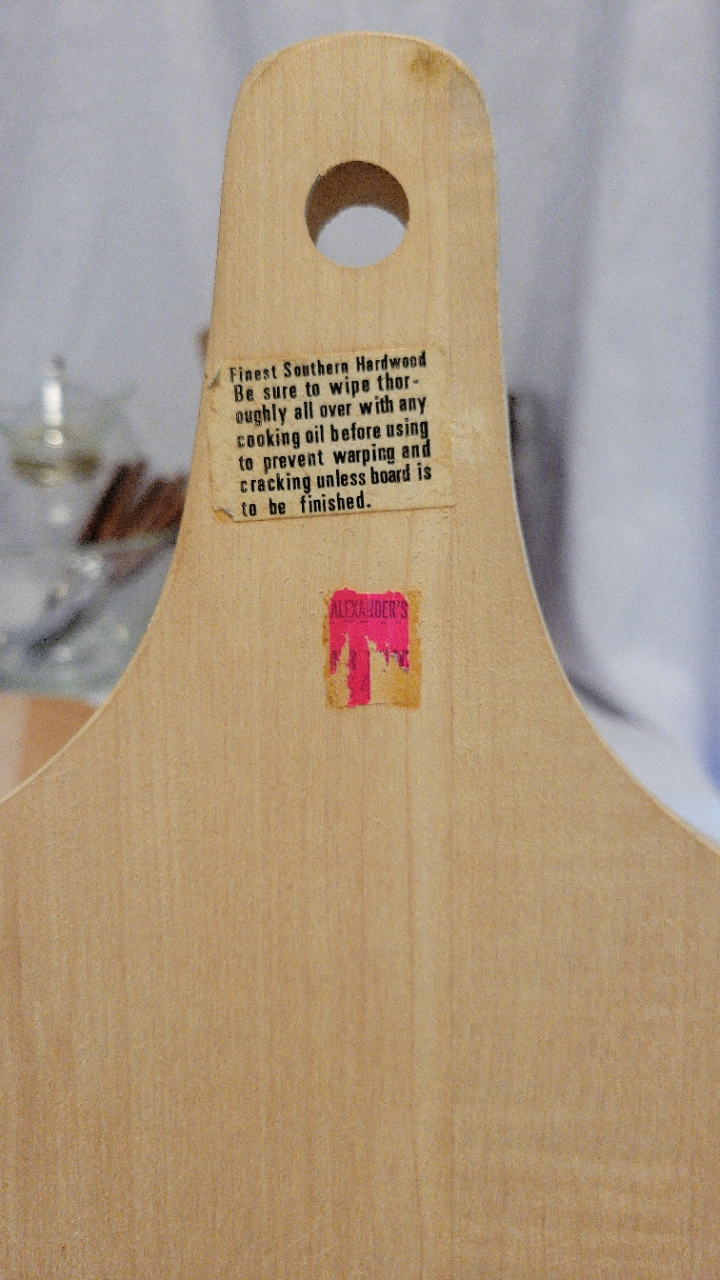 Finest Southern Hardwood
Be sure to wipe thor-
oughly all over with any
cooking oil before using
to prevent warping and
cracking unless board is
to be finished.
ALEXANDER'S